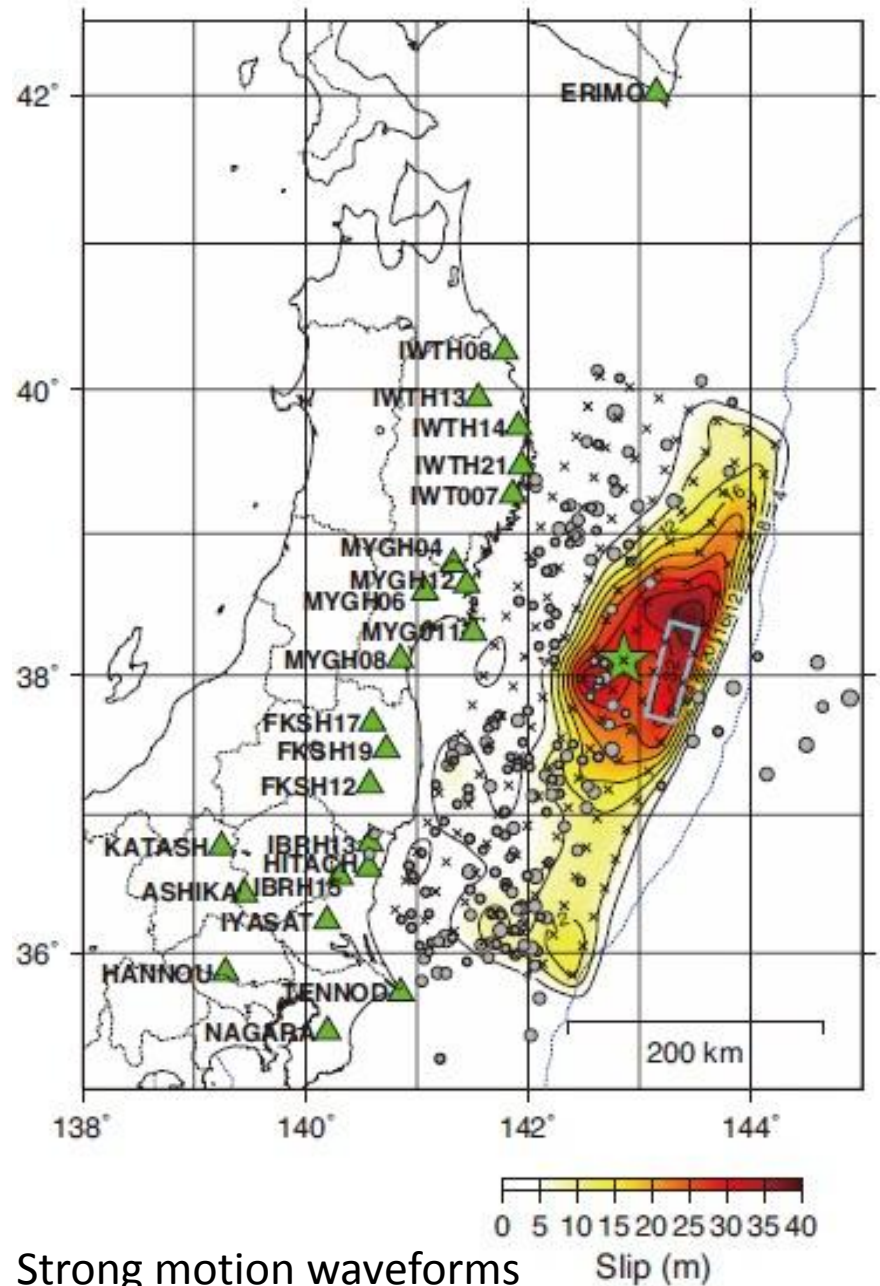 42°
ERIMO
IWTH08
40°
IWTH13
IWTH14
IWTH21
IWT007
MYGH04
MYGH12
MYGH06
MYG011
MYGH08
38°
FKSH17
FKSH19
FKSH12
KATASH
IBRH13
HITACH
IBRH15
ASHIKA
IYASAT
36°
HANNOU
TENNOD
NAGARA
200 km
138°
140°
142°
144°
0 5 10 15 20 25 30 35 40
Strong motion waveforms
Slip (m)